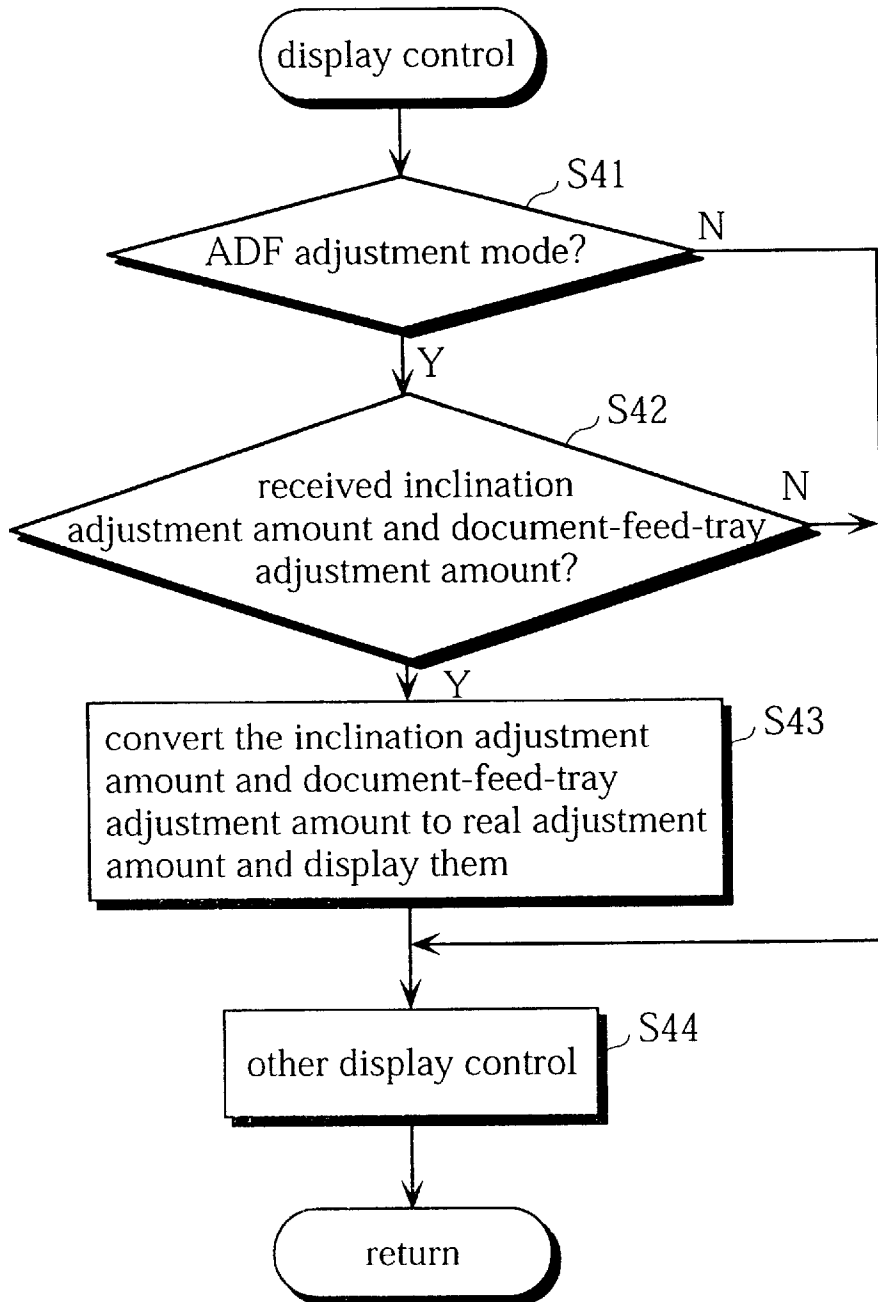 display control
S41
ADF adjustment mode?
N
Y
S42
received inclination
adjustment amount and document-feed-tray
adjustment amount?
N
Y
S43
convert the inclination adjustment
amount and document-feed-tray
adjustment amount to real adjustment
amount and display them
S44
other display control
return